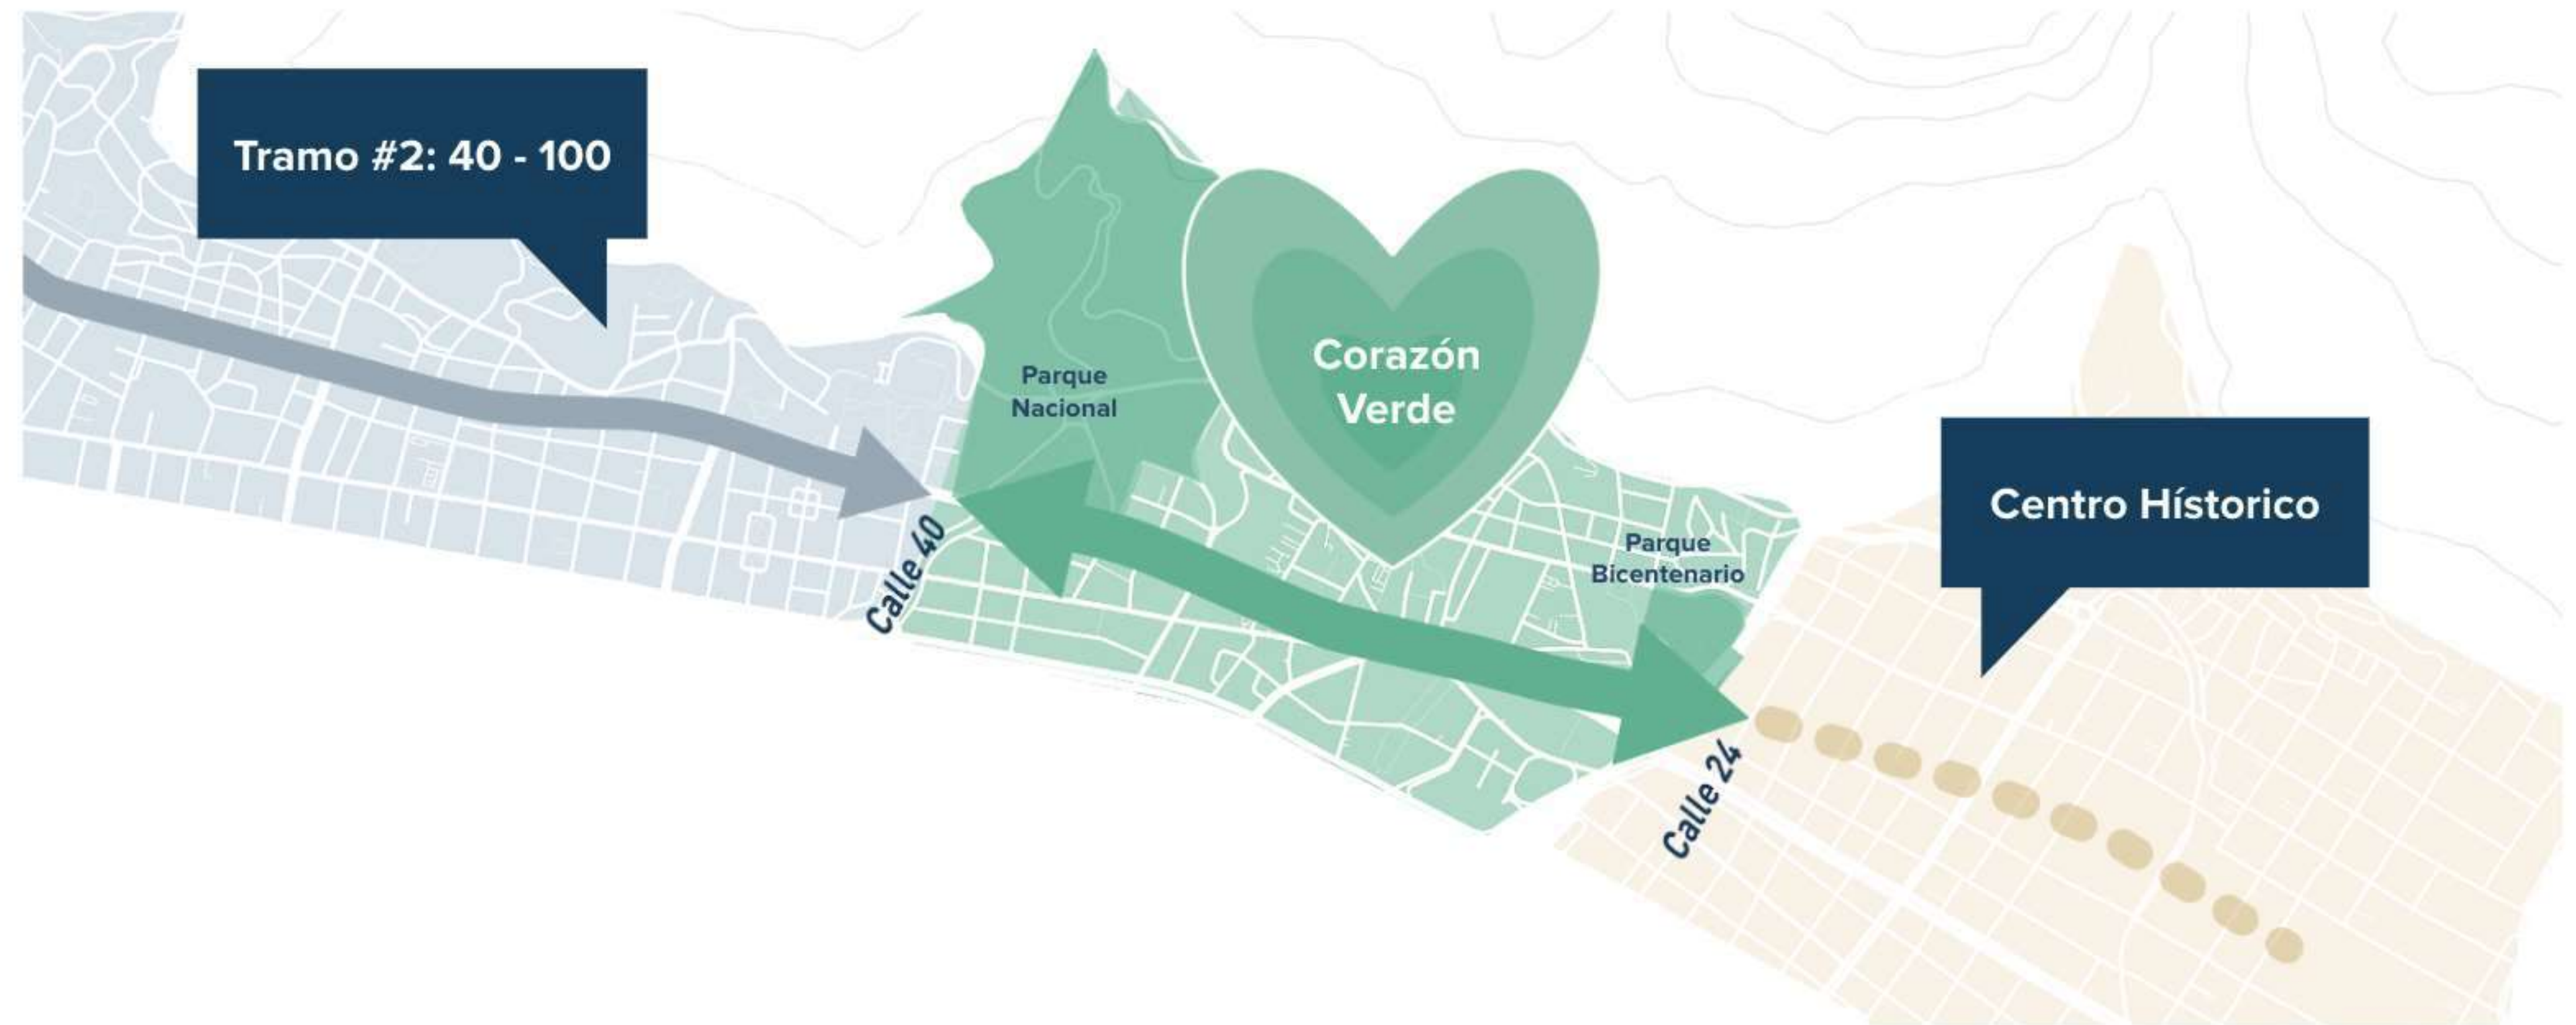 Tramo #2: 40 - 100
Parque
Nacional
Corazón
Verde
Centro Hístorico
Parque
Bicentenario
Calle 40
Calle 24